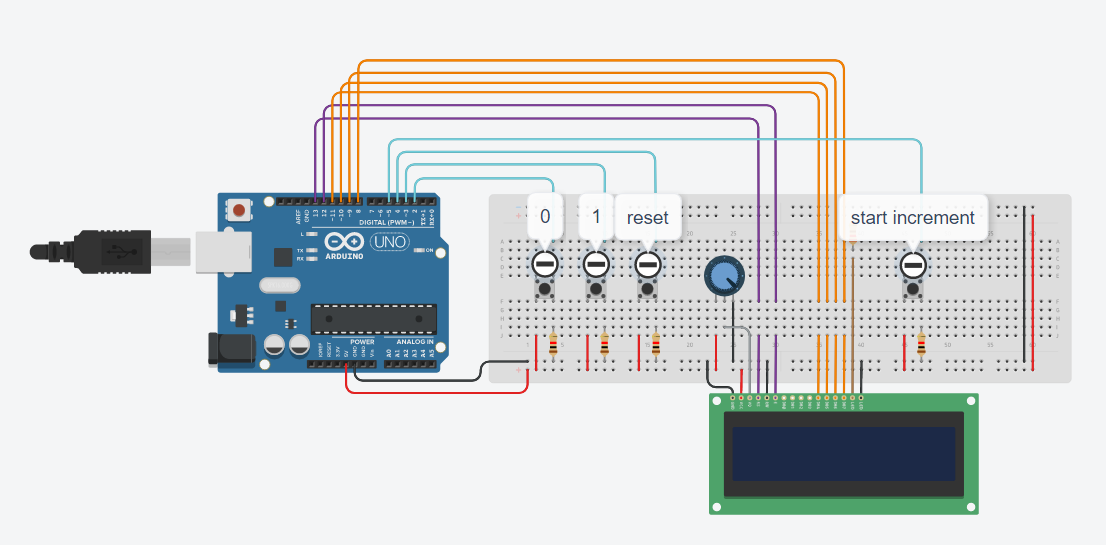 0
1
reset
start increment
AREF
GND
13
12
~11
~10
~9
8
7
~6
~5
4
~3
2
TX→1
RX←0
DIGITAL (PWM~)
L
TX
RX
ARDUINO
UNO
ON
POWER
ANALOG IN
IOREF
RESET
3.3V
5V
GND
GND
Vin
A0
A1
A2
A3
A4
A5